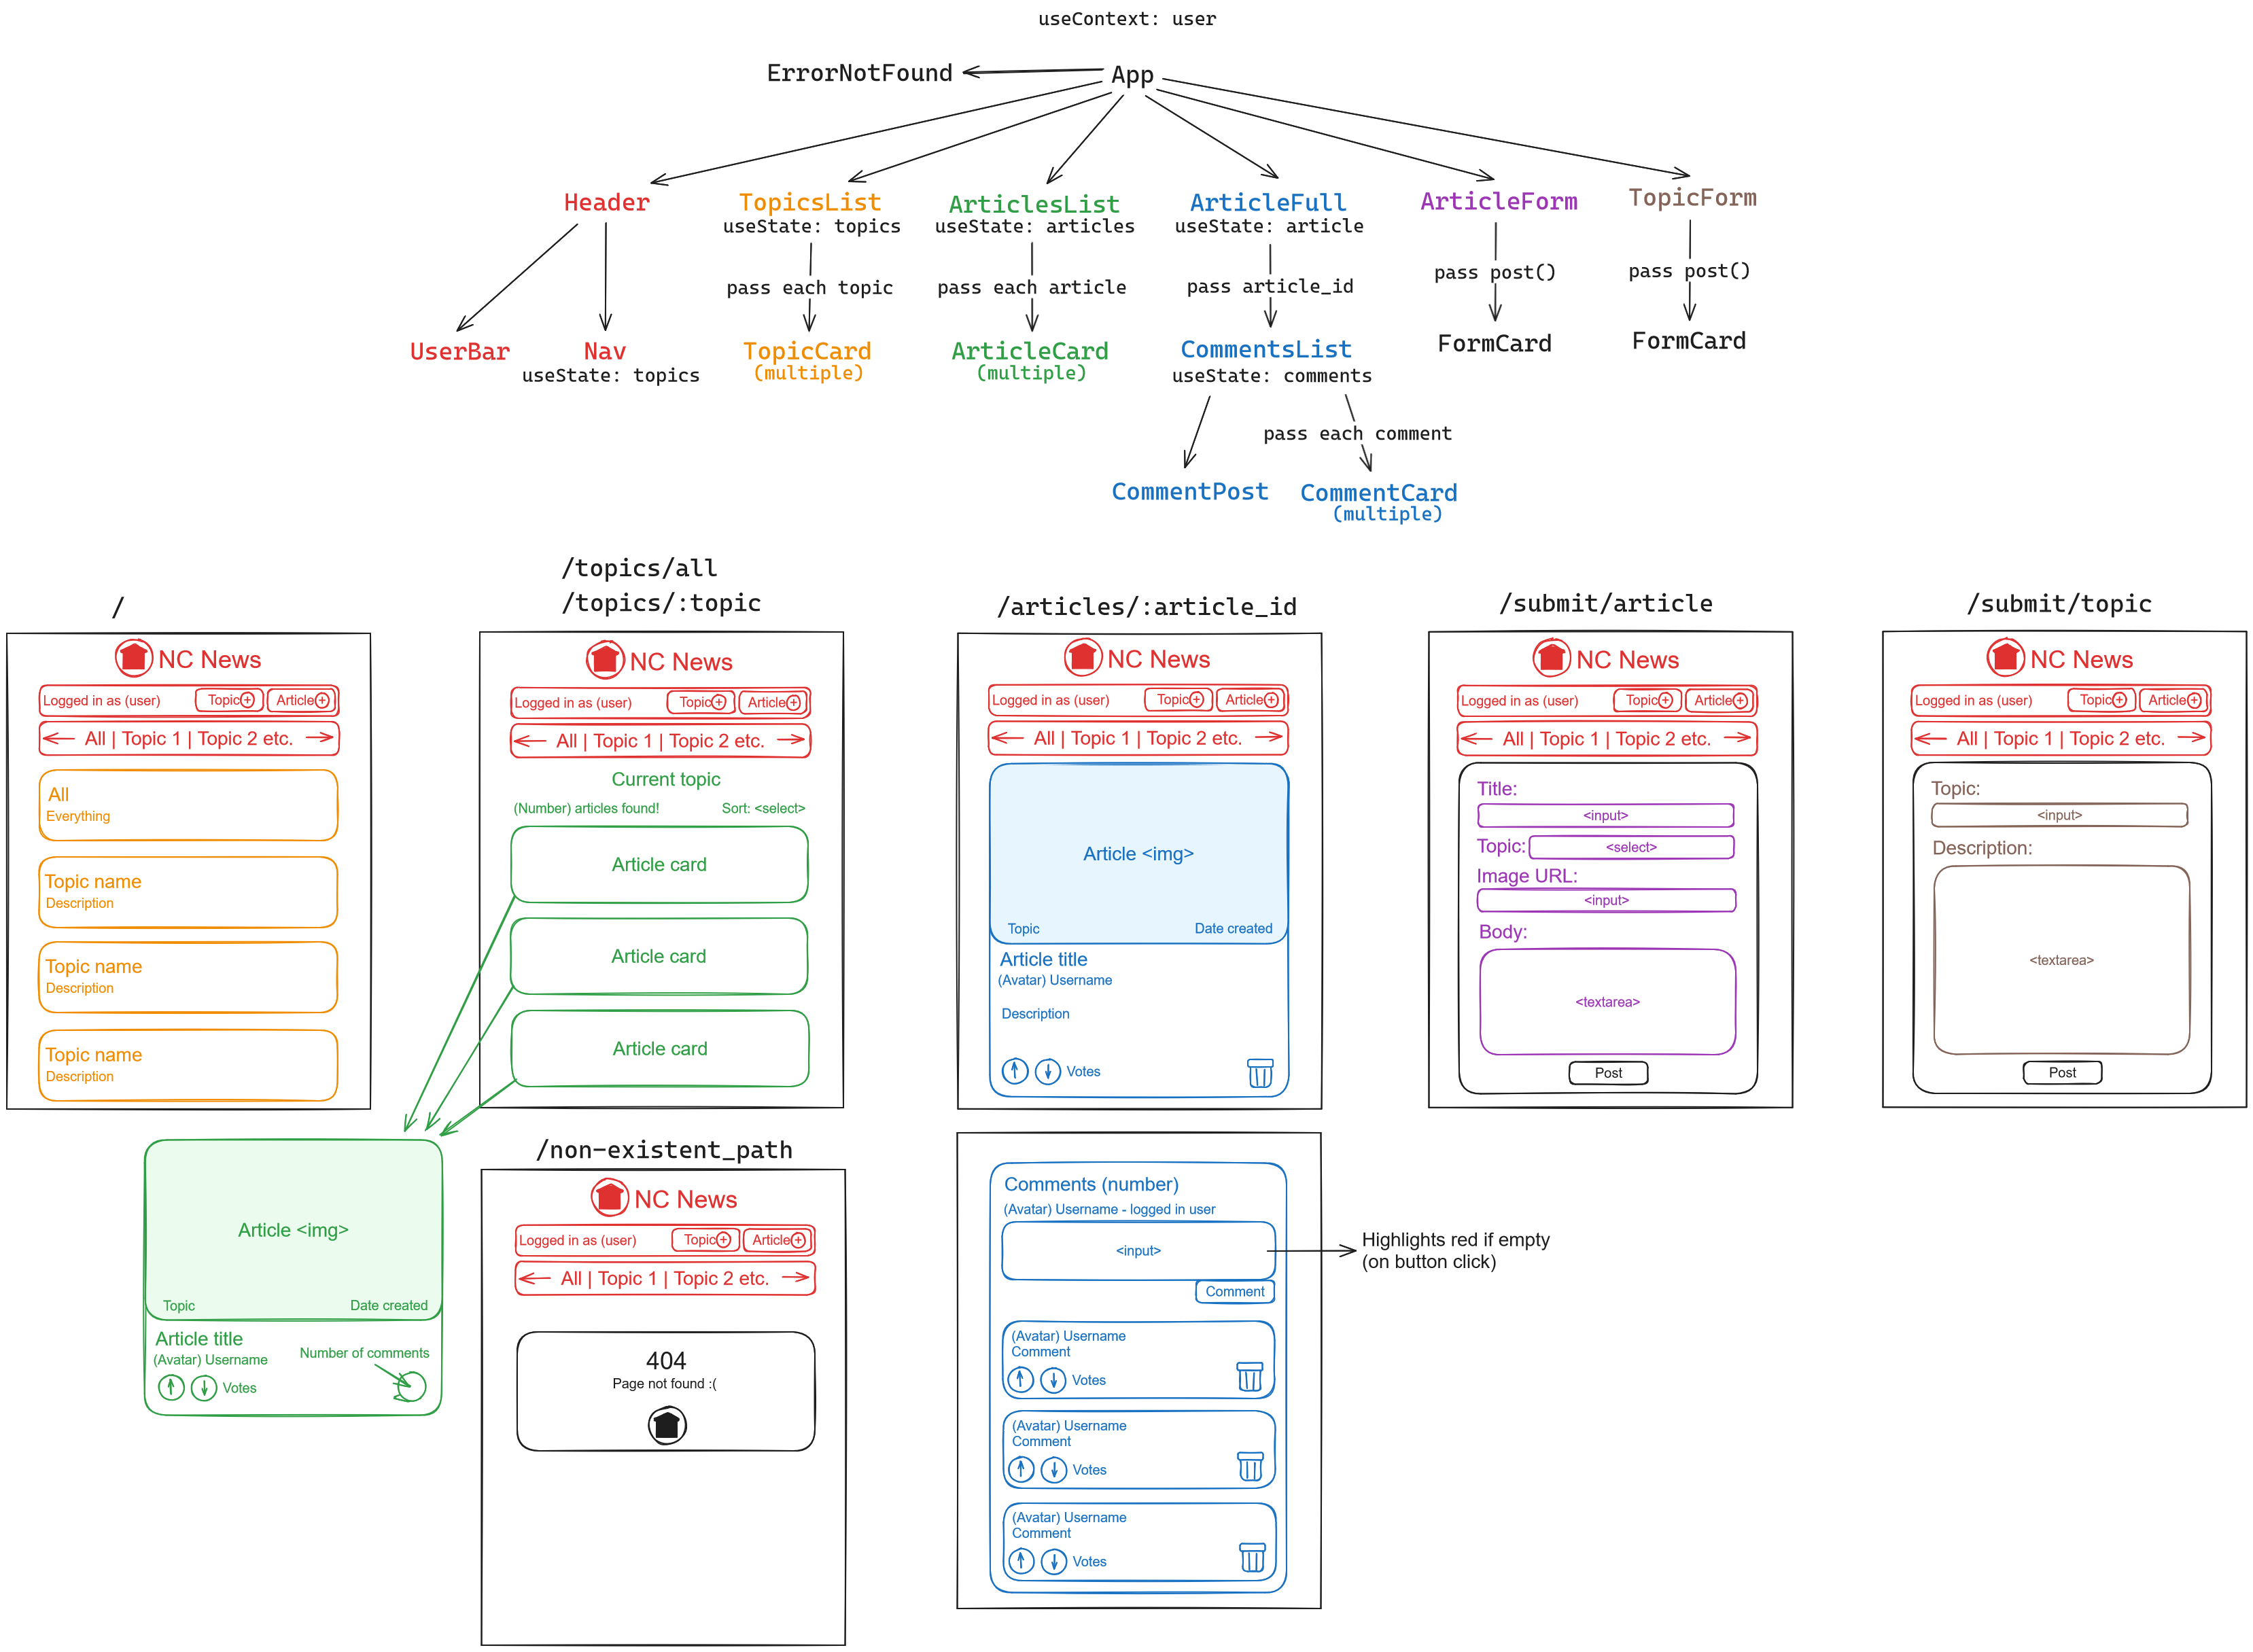 useContext: user
ErrorNotFound
App
Header
TopicsList
useState: topics
ArticlesList
useState: articles
ArticleFull
useState: article
ArticleForm
TopicForm
pass each topic
pass each article
pass article_id
pass post()
pass post()
UserBar
Nav
useState: topics
TopicCard
(multiple)
ArticleCard
(multiple)
CommentsList
useState: comments
FormCard
FormCard
pass each comment
CommentPost
CommentCard
(multiple)
/
NC News
Logged in as (user)
Topic+
Article+
All | Topic 1 | Topic 2 etc.
All
Everything
Topic name
Description
Topic name
Description
Topic name
Description
/topics/all
/topics/:topic
NC News
Logged in as (user)
Topic+
Article+
All | Topic 1 | Topic 2 etc.
Current topic
(Number) articles found!
Sort: <select>
Article card
Article card
Article card
/articles/:article_id
NC News
Logged in as (user)
Topic+
Article+
All | Topic 1 | Topic 2 etc.
Article <img>
Topic
Date created
Article title
(Avatar) Username
Description
Votes
/submit/article
NC News
Logged in as (user)
Topic+
Article+
All | Topic 1 | Topic 2 etc.
Title:
<input>
Topic:
<select>
Image URL:
<input>
Body:
<textarea>
Post
/submit/topic
NC News
Logged in as (user)
Topic+
Article+
All | Topic 1 | Topic 2 etc.
Topic:
<input>
Description:
<textarea>
Post
Article <img>
Topic
Date created
Article title
(Avatar) Username
Number of comments
Votes
/non-existent_path
NC News
Logged in as (user)
Topic+
Article+
All | Topic 1 | Topic 2 etc.
404
Page not found :(
Comments (number)
(Avatar) Username - logged in user
<input>
Comment
Highlights red if empty
(on button click)
(Avatar) Username
Comment
Votes
(Avatar) Username
Comment
Votes
(Avatar) Username
Comment
Votes